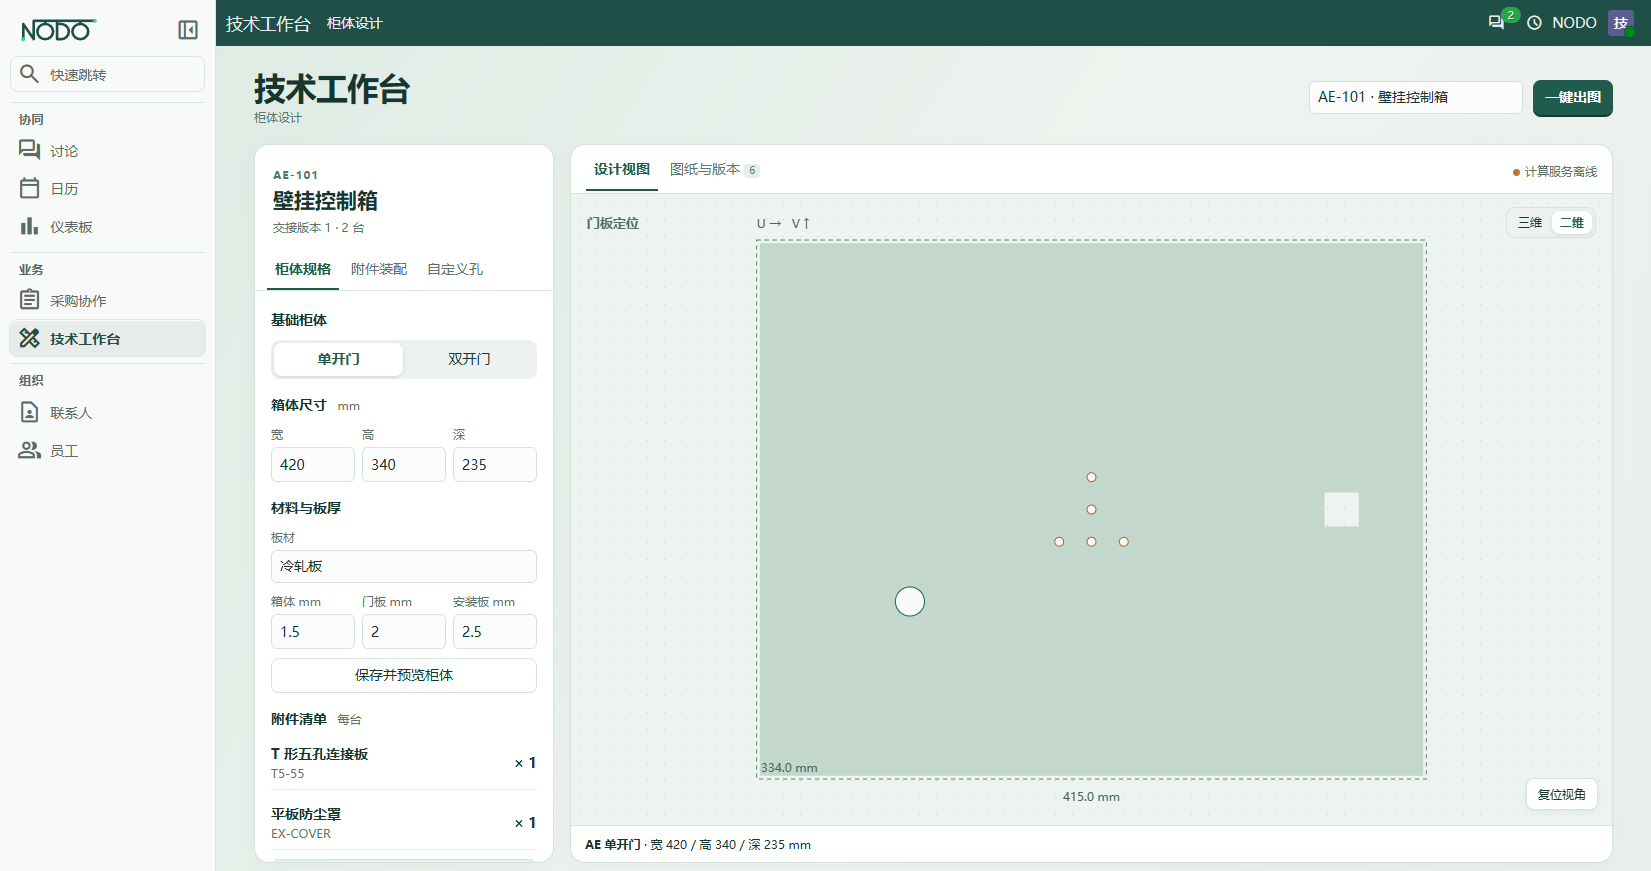 NODO
快速跳转
协同
讨论
日历
仪表板
业务
采购协作
技术工作台
组织
联系人
员工
技术工作台 柜体设计
2
NODO
技
技术工作台
柜体设计
AE-101 · 壁挂控制箱
一键出图
AE-101
壁挂控制箱
交接版本 1 · 2 台
柜体规格 附件装配 自定义孔
基础柜体
单开门 双开门
箱体尺寸 mm
宽 高 深
420 340 235
材料与板厚
板材
冷轧板
箱体 mm 门板 mm 安装板 mm
1.5 2 2.5
保存并预览柜体
附件清单 每台
T 形五孔连接板
T5-55
× 1
平板防尘罩
EX-COVER
× 1
设计视图 图纸与版本 6
计算服务离线
门板定位
U → V ↑
三维 二维
334.0 mm
415.0 mm
复位视角
AE 单开门 · 宽 420 / 高 340 / 深 235 mm